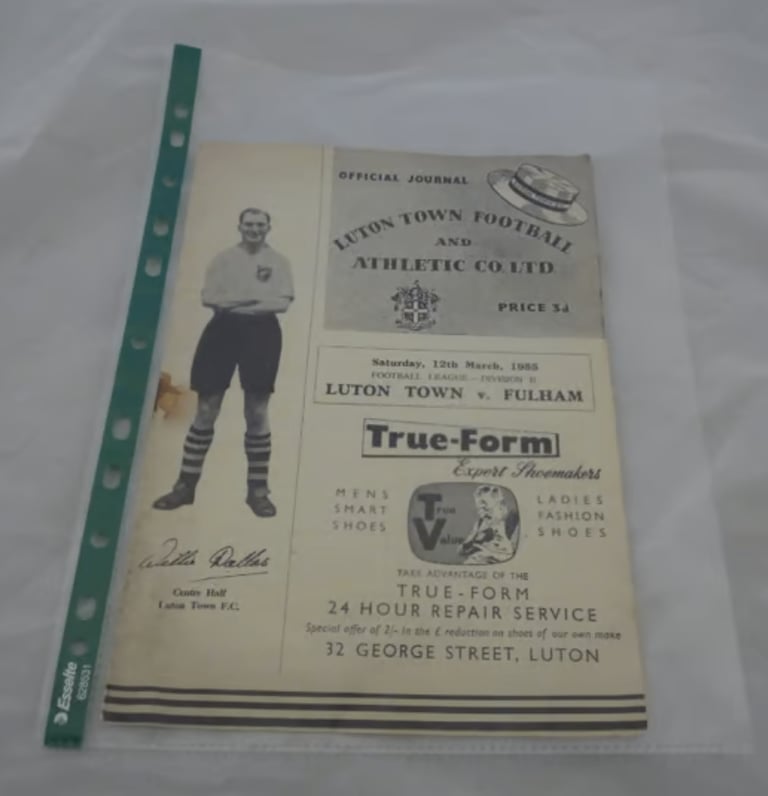 OFFICIAL JOURNAL
LUTON TOWN FOOTBALL
AND
ATHLETIC CO. LTD.
PRICE 3d
Saturday, 12th March, 1955
FOOTBALL LEAGUE — DIVISION II
LUTON TOWN v. FULHAM
True-Form
Expert Shoemakers
MENS
SMART
SHOES
True
Value
LADIES
FASHION
SHOES
TAKE ADVANTAGE OF THE
TRUE-FORM
24 HOUR REPAIR SERVICE
Special offer of 2/- in the £ reduction on shoes of our own make
32 GEORGE STREET, LUTON
Centre Half
Luton Town F.C.
Esselte
628531